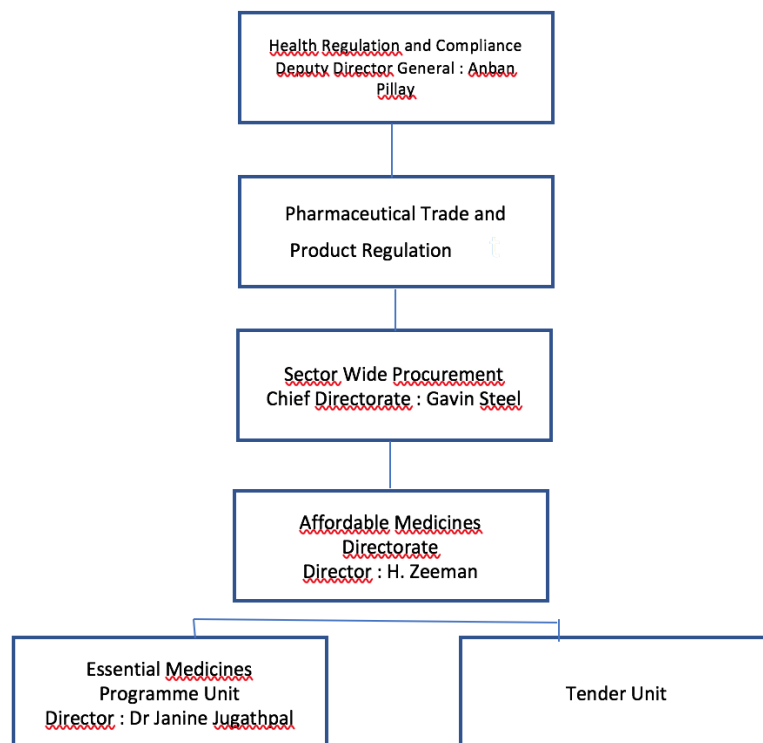 Health Regulation and Compliance
Deputy Director General : Anban
Pillay
Pharmaceutical Trade and
Product Regulation
Sector Wide Procurement
Chief Directorate : Gavin Steel
Affordable Medicines
Directorate
Director : H. Zeeman
Essential Medicines
Programme Unit
Director : Dr Janine Jugathpal
Tender Unit